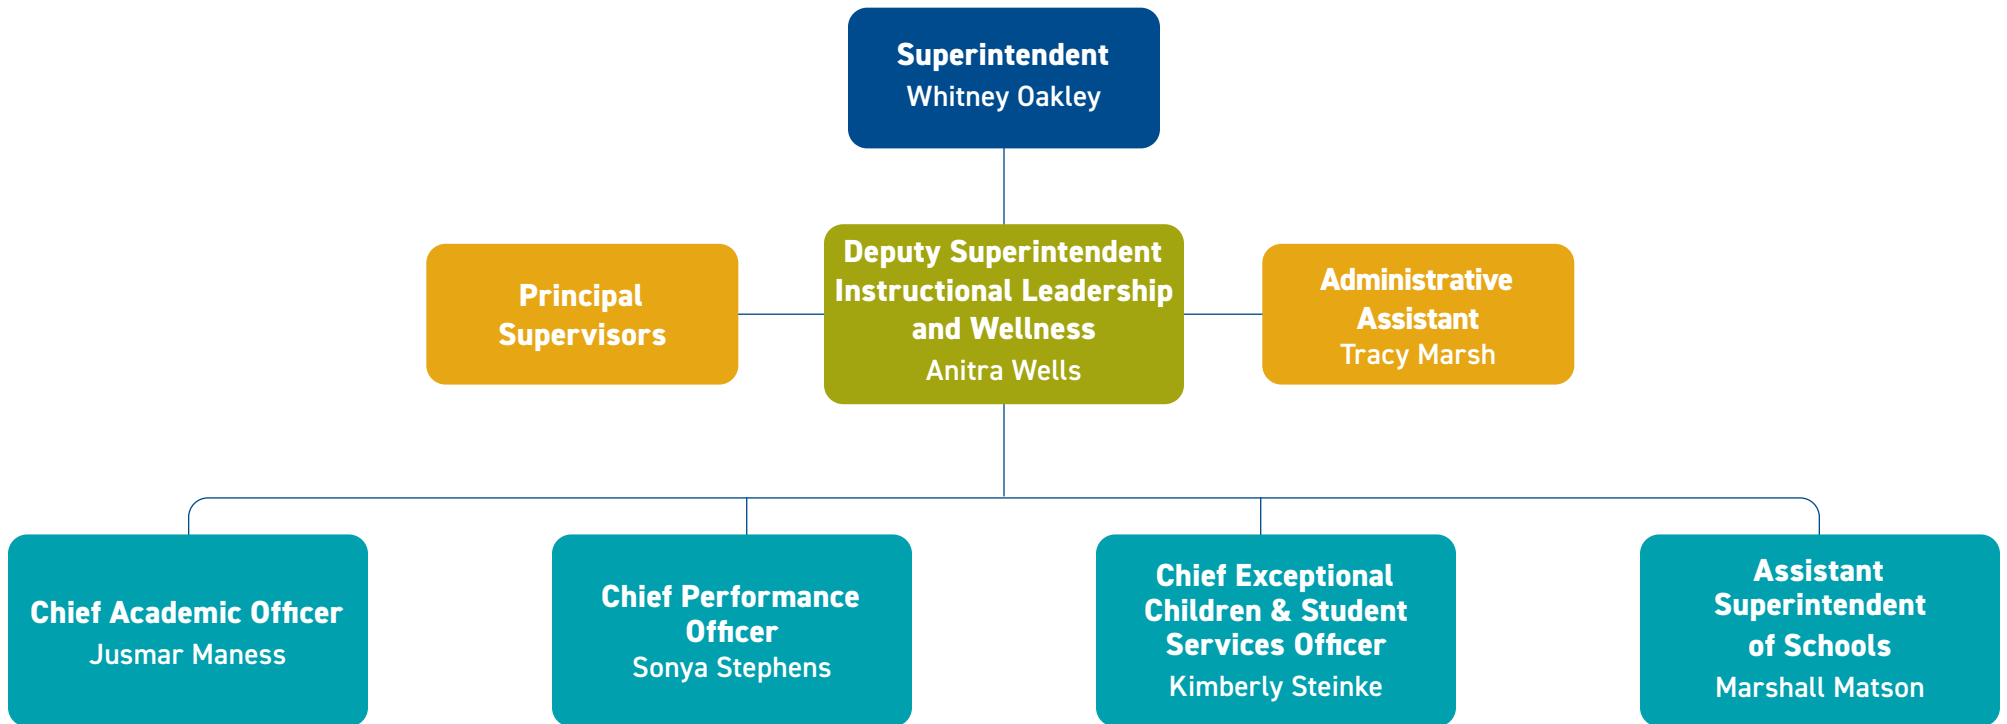 Superintendent
Whitney Oakley
Principal
Supervisors
Deputy Superintendent
Instructional Leadership
and Wellness
Anitra Wells
Administrative
Assistant
Tracy Marsh
Chief Academic Officer
Jusmar Maness
Chief Performance
Officer
Sonya Stephens
Chief Exceptional
Children & Student
Services Officer
Kimberly Steinke
Assistant
Superintendent
of Schools
Marshall Matson